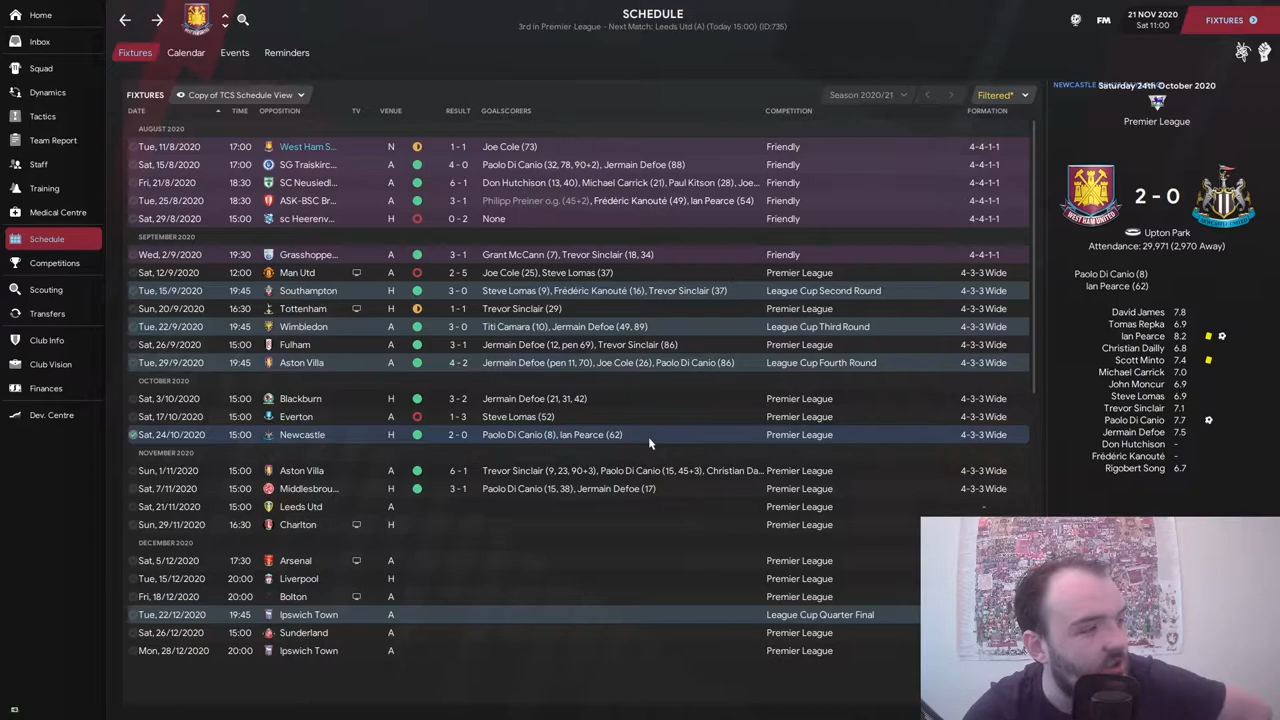 Home
Inbox
Squad
Dynamics
Tactics
Team Report
Staff
Training
Medical Centre
Schedule
Competitions
Scouting
Transfers
Club Info
Club Vision
Finances
Dev. Centre
SCHEDULE
3rd in Premier League - Next Match: Leeds Utd (A) (Today 15:00) (ID:735)
FM
21 NOV 2020
Sat 11:00
FIXTURES
Fixtures Calendar Events Reminders
FIXTURES Copy of TCS Schedule View Season 2020/21 Filtered*
DATE TIME OPPOSITION TV VENUE RESULT GOALSCORERS COMPETITION FORMATION
AUGUST 2020
Tue, 11/8/2020 17:00 West Ham S... N 1-1 Joe Cole (73) Friendly 4-4-1-1
Sat, 15/8/2020 17:00 SG Traiskirc... A 4-0 Paolo Di Canio (32, 78, 90+2), Jermain Defoe (88) Friendly 4-4-1-1
Fri, 21/8/2020 18:30 SC Neusiedl... A 6-1 Don Hutchison (13, 40), Michael Carrick (21), Paul Kitson (28), Joe... Friendly 4-4-1-1
Tue, 25/8/2020 18:30 ASK-BSC Br... A 3-1 Philipp Preiner o.g. (45+2), Frédéric Kanouté (49), Ian Pearce (54) Friendly 4-4-1-1
Sat, 29/8/2020 15:00 sc Heerenv... H 0-2 None Friendly 4-4-1-1
SEPTEMBER 2020
Wed, 2/9/2020 19:30 Grasshoppe... A 3-1 Grant McCann (7), Trevor Sinclair (18, 34) Friendly 4-4-1-1
Sat, 12/9/2020 12:00 Man Utd A 2-5 Joe Cole (25), Steve Lomas (37) Premier League 4-3-3 Wide
Tue, 15/9/2020 19:45 Southampton H 3-0 Steve Lomas (9), Frédéric Kanouté (16), Trevor Sinclair (37) League Cup Second Round 4-3-3 Wide
Sun, 20/9/2020 16:30 Tottenham H 1-1 Trevor Sinclair (29) Premier League 4-3-3 Wide
Tue, 22/9/2020 19:45 Wimbledon A 3-0 Titi Camara (10), Jermain Defoe (49, 89) League Cup Third Round 4-3-3 Wide
Sat, 26/9/2020 15:00 Fulham A 3-1 Jermain Defoe (12, pen 69), Trevor Sinclair (86) Premier League 4-3-3 Wide
Tue, 29/9/2020 19:45 Aston Villa A 4-2 Jermain Defoe (pen 11, 70), Joe Cole (26), Paolo Di Canio (86) League Cup Fourth Round 4-3-3 Wide
OCTOBER 2020
Sat, 3/10/2020 15:00 Blackburn H 3-2 Jermain Defoe (21, 31, 42) Premier League 4-3-3 Wide
Sat, 17/10/2020 15:00 Everton A 1-3 Steve Lomas (52) Premier League 4-3-3 Wide
Sat, 24/10/2020 15:00 Newcastle H 2-0 Paolo Di Canio (8), Ian Pearce (62) Premier League 4-3-3 Wide
NOVEMBER 2020
Sun, 1/11/2020 15:00 Aston Villa A 6-1 Trevor Sinclair (9, 23, 90+3), Paolo Di Canio (15, 45+3), Christian Da... Premier League 4-3-3 Wide
Sat, 7/11/2020 15:00 Middlesbrou... H 3-1 Paolo Di Canio (15, 38), Jermain Defoe (17) Premier League 4-3-3 Wide
Sat, 21/11/2020 15:00 Leeds Utd A Premier League -
Sun, 29/11/2020 16:30 Charlton H Premier League
DECEMBER 2020
Sat, 5/12/2020 17:30 Arsenal A Premier League
Tue, 15/12/2020 20:00 Liverpool H Premier League
Fri, 18/12/2020 20:00 Bolton A Premier League
Tue, 22/12/2020 19:45 Ipswich Town A League Cup Quarter Final
Sat, 26/12/2020 15:00 Sunderland A Premier League
Mon, 28/12/2020 20:00 Ipswich Town A Premier League
Saturday 24th October 2020
Premier League
WEST HAM UNITED
2 - 0
Upton Park
Attendance: 29,971 (2,970 Away)
Paolo Di Canio (8)
Ian Pearce (62)
David James 7.8
Tomas Repka 6.9
Ian Pearce 8.2
Christian Dailly 6.8
Scott Minto 7.4
Michael Carrick 7.0
John Moncur 6.9
Steve Lomas 6.9
Trevor Sinclair 7.1
Paolo Di Canio 7.7
Jermain Defoe 7.5
Don Hutchison -
Frédéric Kanouté -
Rigobert Song 6.7